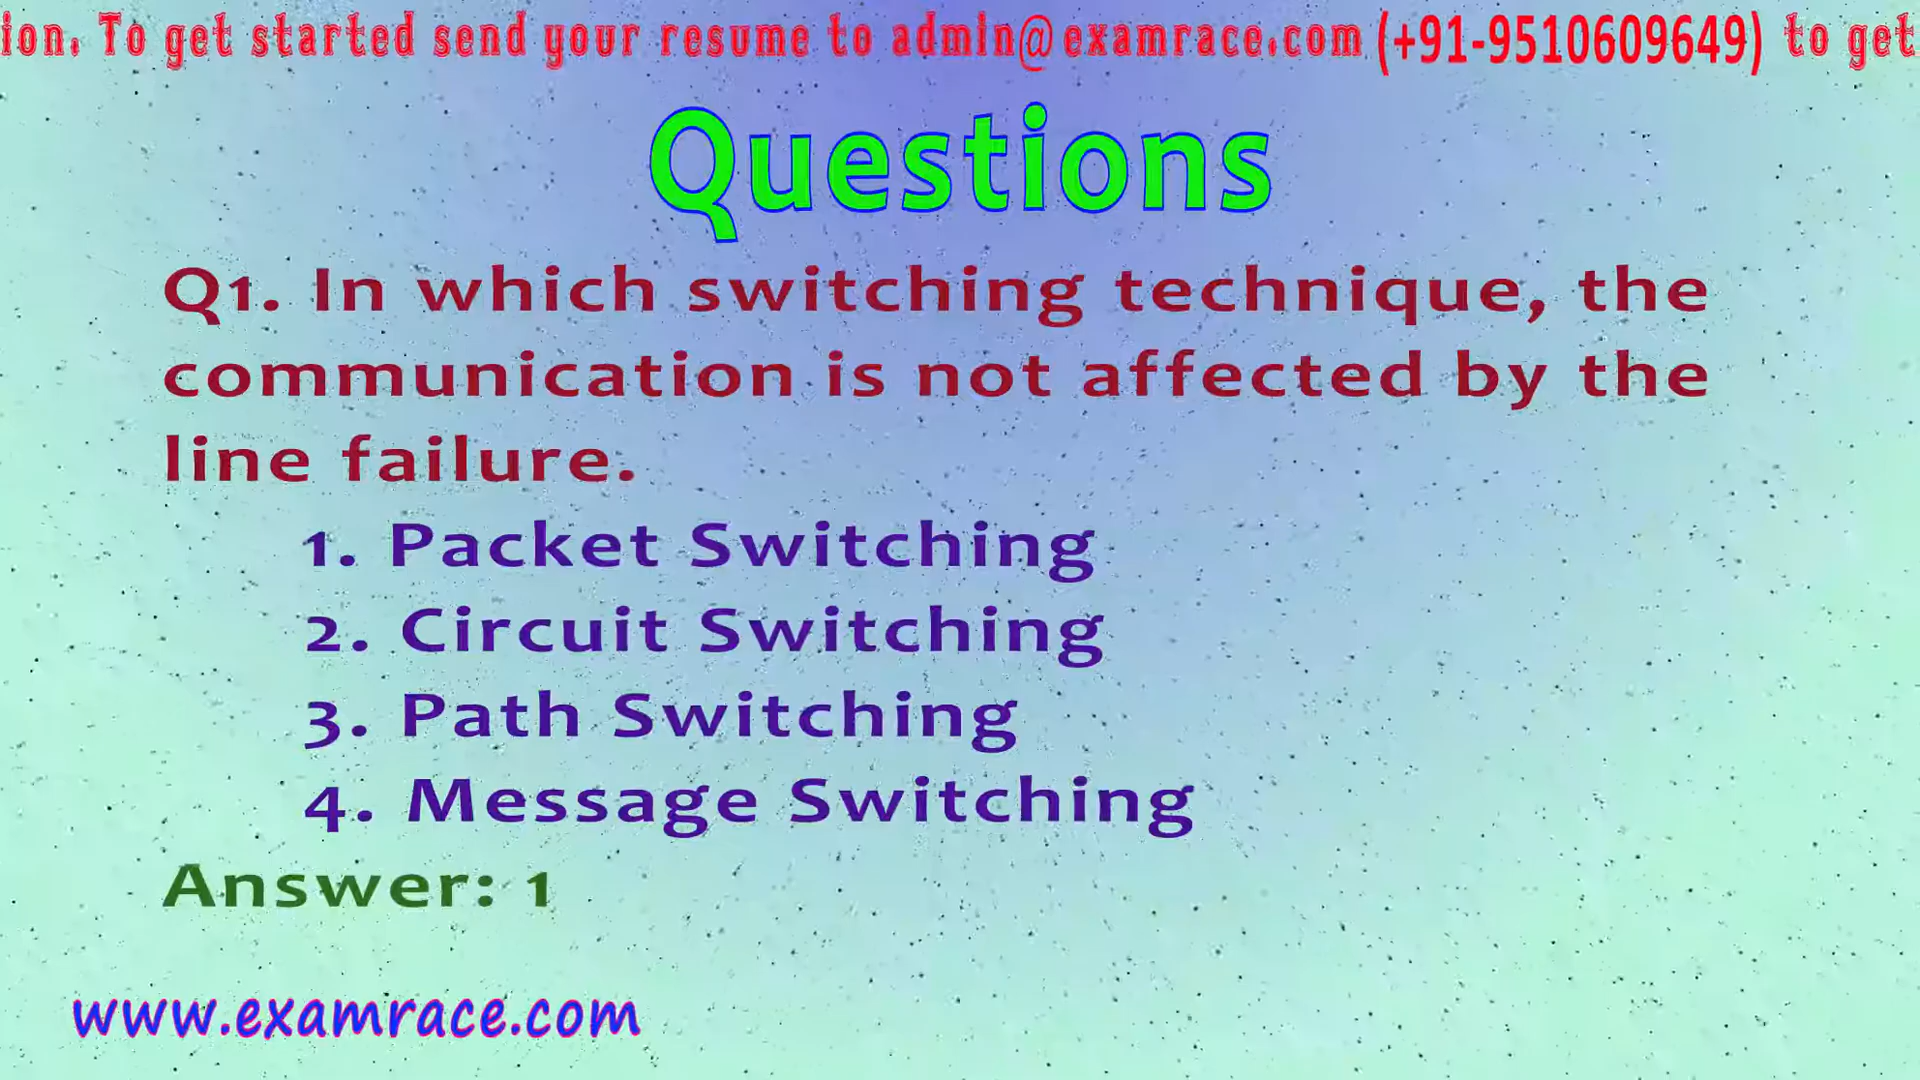 ion. To get started send your resume to admin@examrace.com (+91-9510609649) to get
Questions
Q1. In which switching technique, the
communication is not affected by the
line failure.
1. Packet Switching
2. Circuit Switching
3. Path Switching
4. Message Switching
Answer: 1
www.examrace.com